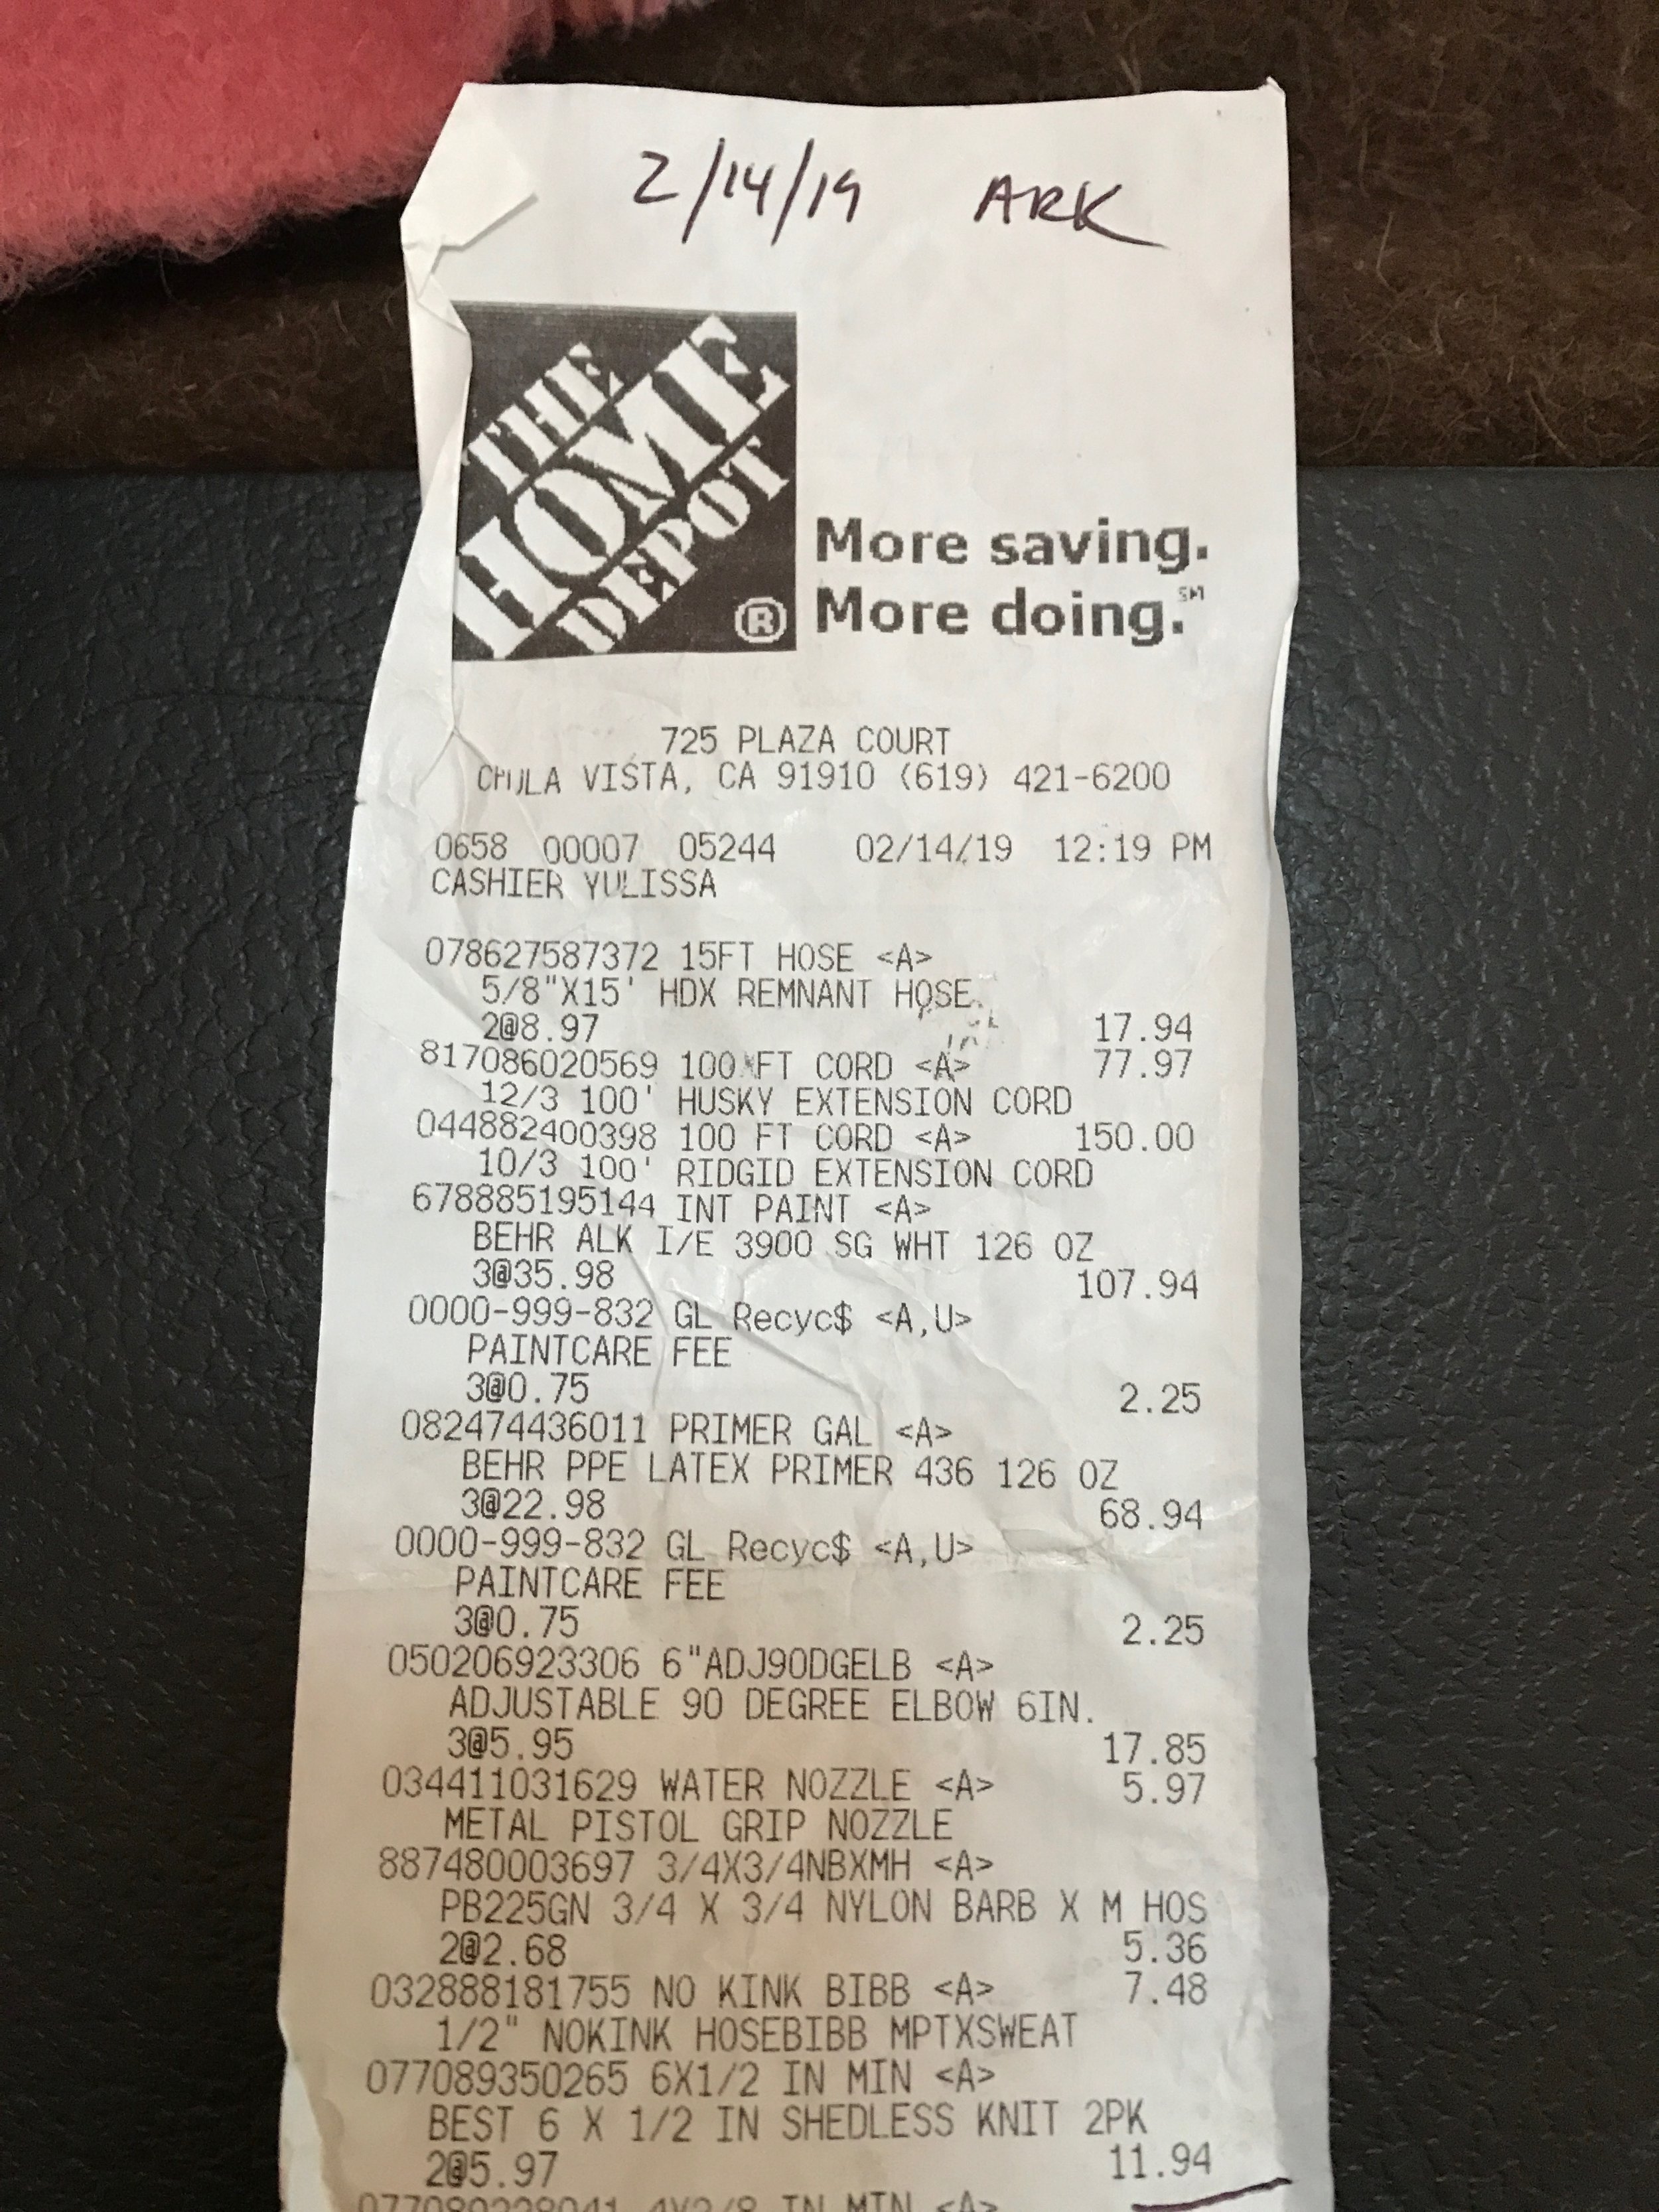 2/14/19 ARK
THE
HOME
DEPOT
®
More saving.
More doing.℠
725 PLAZA COURT
CHULA VISTA, CA 91910 (619) 421-6200
0658 00007 05244 02/14/19 12:19 PM
CASHIER YULISSA
078627587372 15FT HOSE <A>
5/8"X15' HDX REMNANT HOSE
2@8.97 17.94
817086020569 100 FT CORD <A> 77.97
12/3 100' HUSKY EXTENSION CORD
044882400398 100 FT CORD <A> 150.00
10/3 100' RIDGID EXTENSION CORD
678885195144 INT PAINT <A>
BEHR ALK I/E 3900 SG WHT 126 OZ
3@35.98 107.94
0000-999-832 GL Recyc$ <A,U>
PAINTCARE FEE
3@0.75 2.25
082474436011 PRIMER GAL <A>
BEHR PPE LATEX PRIMER 436 126 OZ
3@22.98 68.94
0000-999-832 GL Recyc$ <A,U>
PAINTCARE FEE
3@0.75 2.25
050206923306 6"ADJ90DGELB <A>
ADJUSTABLE 90 DEGREE ELBOW 6IN.
3@5.95 17.85
034411031629 WATER NOZZLE <A> 5.97
METAL PISTOL GRIP NOZZLE
887480003697 3/4X3/4NBXMH <A>
PB225GN 3/4 X 3/4 NYLON BARB X M HOS
2@2.68 5.36
032888181755 NO KINK BIBB <A> 7.48
1/2" NOKINK HOSEBIBB MPTXSWEAT
077089350265 6X1/2 IN MIN <A>
BEST 6 X 1/2 IN SHEDLESS KNIT 2PK
2@5.97 11.94
4X3/8 IN MIN <A>